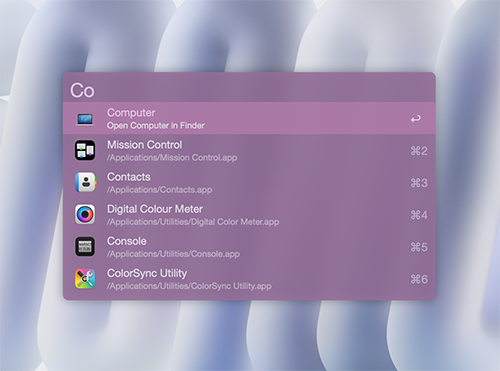 Co
Computer
Open Computer in Finder
↩
Mission Control
/Applications/Mission Control.app
⌘2
Contacts
/Applications/Contacts.app
⌘3
Digital Colour Meter
/Applications/Utilities/Digital Color Meter.app
⌘4
Console
/Applications/Utilities/Console.app
⌘5
ColorSync Utility
/Applications/Utilities/ColorSync Utility.app
⌘6